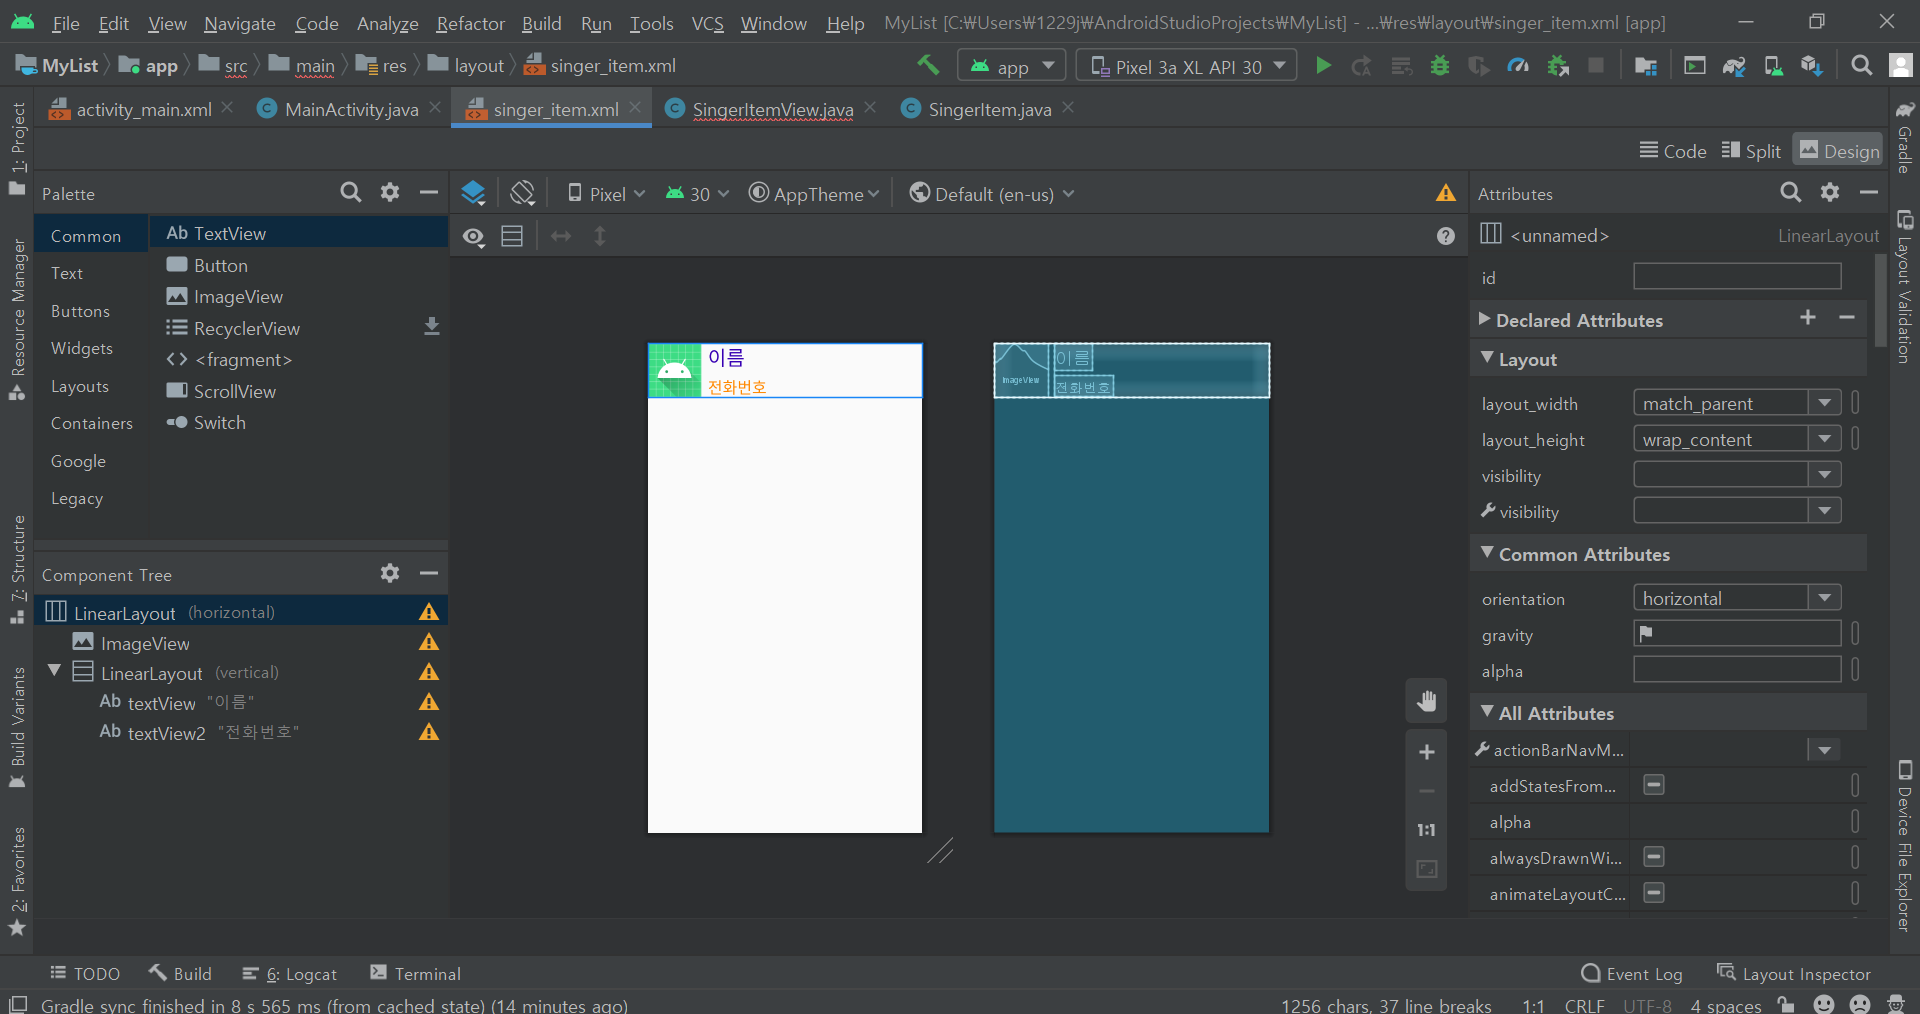 File Edit View Navigate Code Analyze Refactor Build Run Tools VCS Window Help MyList [C:₩Users₩1229j₩AndroidStudioProjects₩MyList] - ...₩res₩layout₩singer_item.xml [app]
MyList app src main res layout singer_item.xml app Pixel 3a XL API 30
activity_main.xml MainActivity.java singer_item.xml SingerItemView.java SingerItem.java
Code Split Design
Palette
Pixel 30 AppTheme Default (en-us)
Attributes
Common
Text
Buttons
Widgets
Layouts
Containers
Google
Legacy
Ab TextView
Button
ImageView
RecyclerView
<fragment>
ScrollView
Switch
Component Tree
LinearLayout (horizontal)
ImageView
LinearLayout (vertical)
Ab textView "이름"
Ab textView2 "전화번호"
이름
전화번호
ImageView
이름
전화번호
1:1
<unnamed> LinearLayout
id
Declared Attributes
Layout
layout_width match_parent
layout_height wrap_content
visibility
visibility
Common Attributes
orientation horizontal
gravity
alpha
All Attributes
actionBarNavM...
addStatesFrom...
alpha
alwaysDrawnWi...
animateLayoutC...
1: Project
Resource Manager
7: Structure
Build Variants
2: Favorites
Gradle
Layout Validation
Device File Explorer
TODO Build 6: Logcat Terminal Event Log Layout Inspector
Gradle sync finished in 8 s 565 ms (from cached state) (14 minutes ago) 1256 chars, 37 line breaks 1:1 CRLF UTF-8 4 spaces